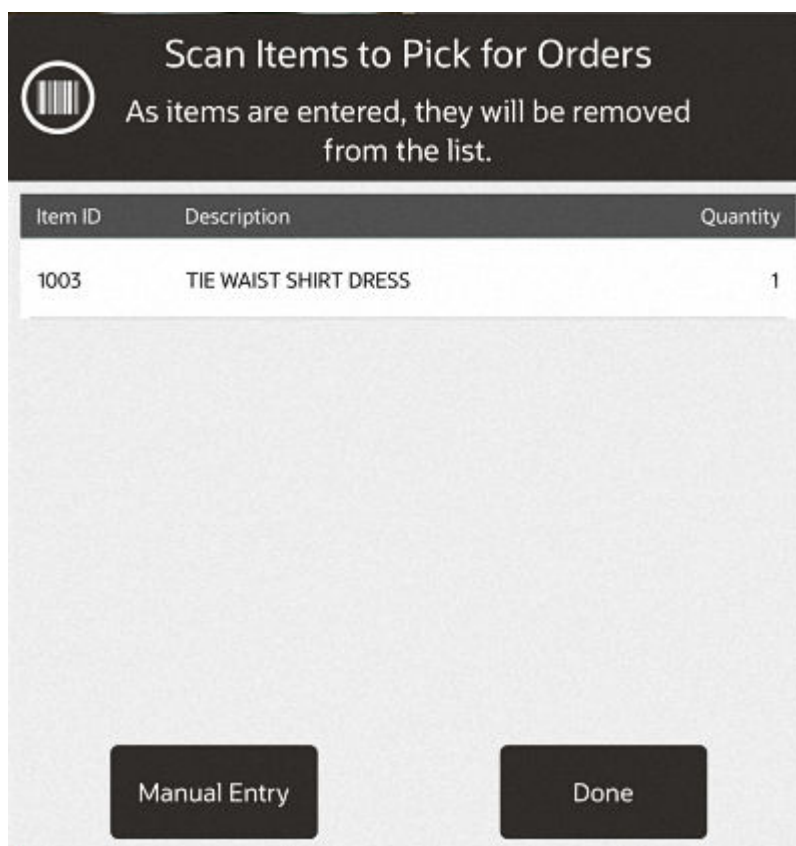 Scan Items to Pick for Orders
As items are entered, they will be removed
from the list.
Item ID Description Quantity
1003 TIE WAIST SHIRT DRESS 1
Manual Entry Done